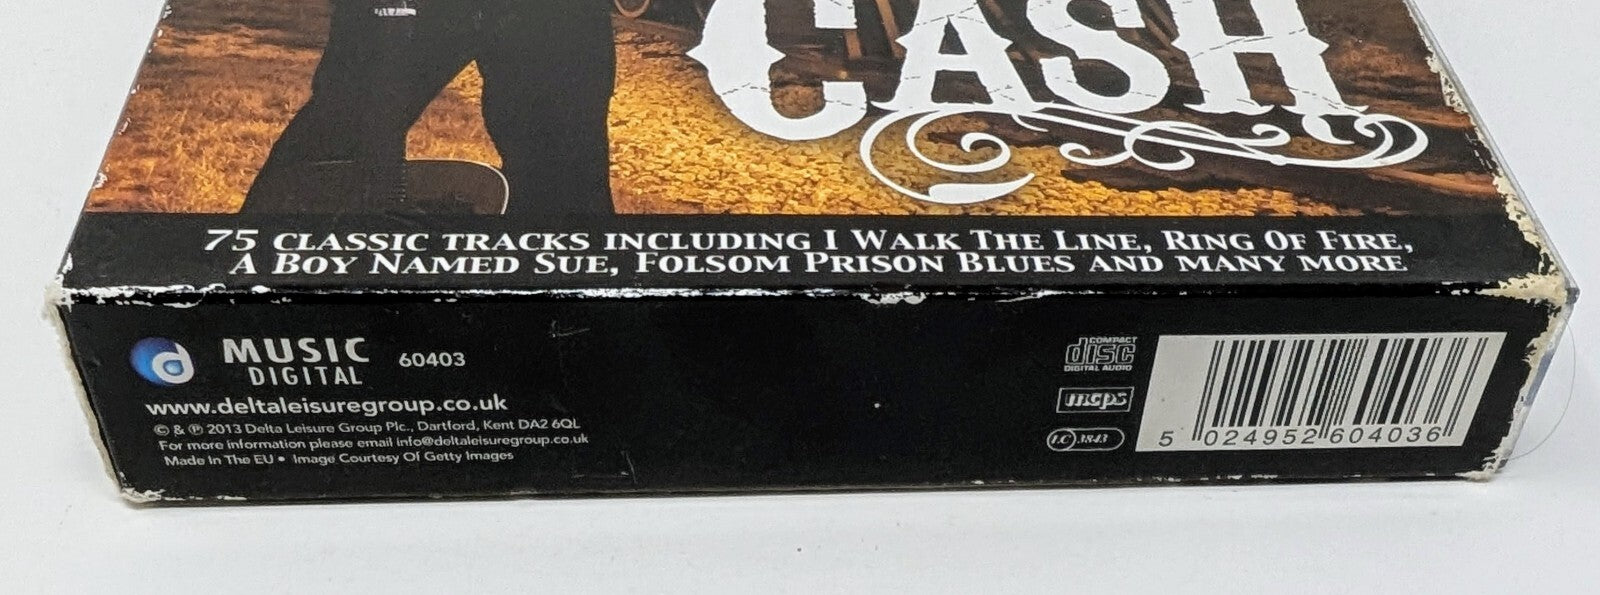 CASH
75 CLASSIC TRACKS INCLUDING I WALK THE LINE, RING OF FIRE,
A BOY NAMED SUE, FOLSOM PRISON BLUES AND MANY MORE
d MUSIC DIGITAL 60403
www.deltaleisuregroup.co.uk
© & ℗ 2013 Delta Leisure Group Plc., Dartford, Kent DA2 6QL
For more information please email info@deltaleisuregroup.co.uk
Made In The EU • Image Courtesy Of Getty Images
COMPACT
disc
DIGITAL AUDIO
mcps
LC 3843
5 024952 604036